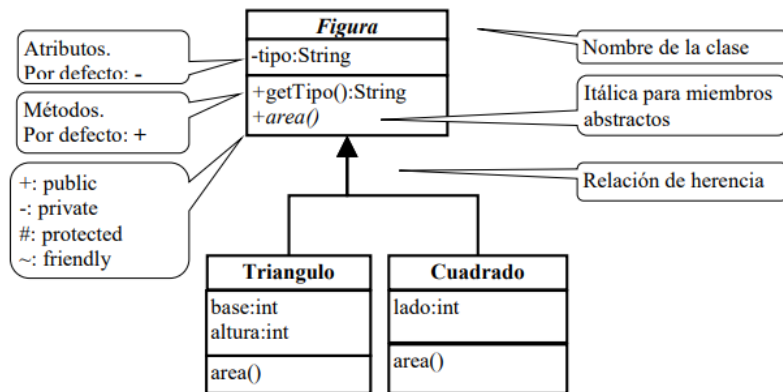 Figura
-tipo:String
+getTipo():String
+area()
Atributos.
Por defecto: -
Métodos.
Por defecto: +
+: public
-: private
#: protected
~: friendly
Nombre de la clase
Itálica para miembros
abstractos
Relación de herencia
Triangulo
base:int
altura:int
area()
Cuadrado
lado:int
area()